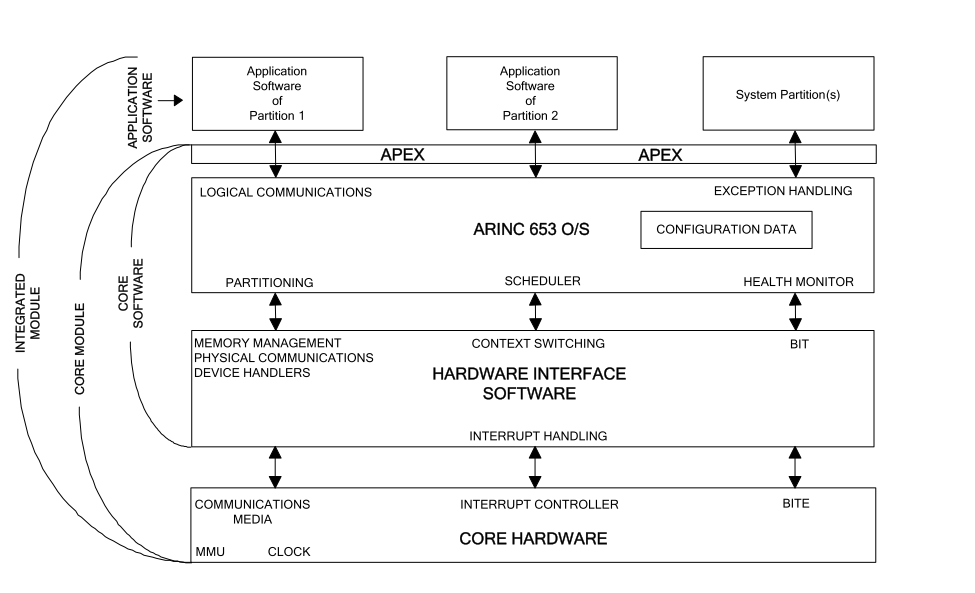 APPLICATION
SOFTWARE
Application
Software
of
Partition 1
Application
Software
of
Partition 2
System Partition(s)
APEX
APEX
LOGICAL COMMUNICATIONS
EXCEPTION HANDLING
ARINC 653 O/S
CONFIGURATION DATA
PARTITIONING
SCHEDULER
HEALTH MONITOR
INTEGRATED
MODULE
CORE MODULE
CORE
SOFTWARE
MEMORY MANAGEMENT
PHYSICAL COMMUNICATIONS
DEVICE HANDLERS
CONTEXT SWITCHING
BIT
HARDWARE INTERFACE
SOFTWARE
INTERRUPT HANDLING
COMMUNICATIONS
MEDIA
INTERRUPT CONTROLLER
BITE
CORE HARDWARE
MMU
CLOCK